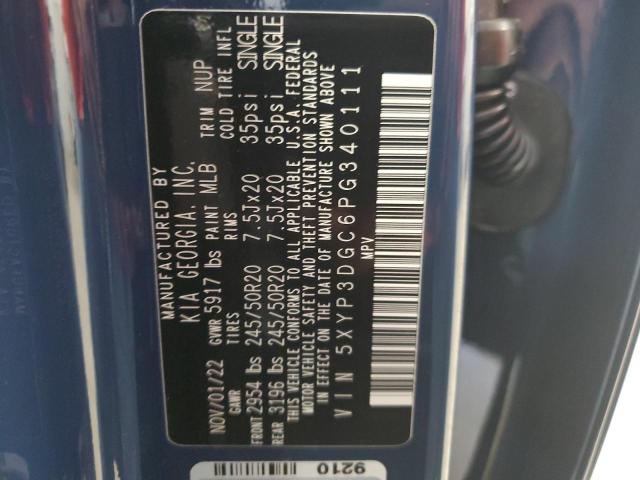 MANUFACTURED BY
KIA GEORGIA, INC.
NOV/01/22 GVWR 5917 lbs PAINT MLB TRIM NUP
GAWR TIRES RIMS COLD TIRE INFL
FRONT 2954 lbs 245/50R20 7.5Jx20 35psi SINGLE
REAR 3196 lbs 245/50R20 7.5Jx20 35psi SINGLE
THIS VEHICLE CONFORMS TO ALL APPLICABLE U.S.A. FEDERAL
MOTOR VEHICLE SAFETY AND THEFT PREVENTION STANDARDS
IN EFFECT ON THE DATE OF MANUFACTURE SHOWN ABOVE
VIN 5XYP3DGC6PG340111
MPV
9210